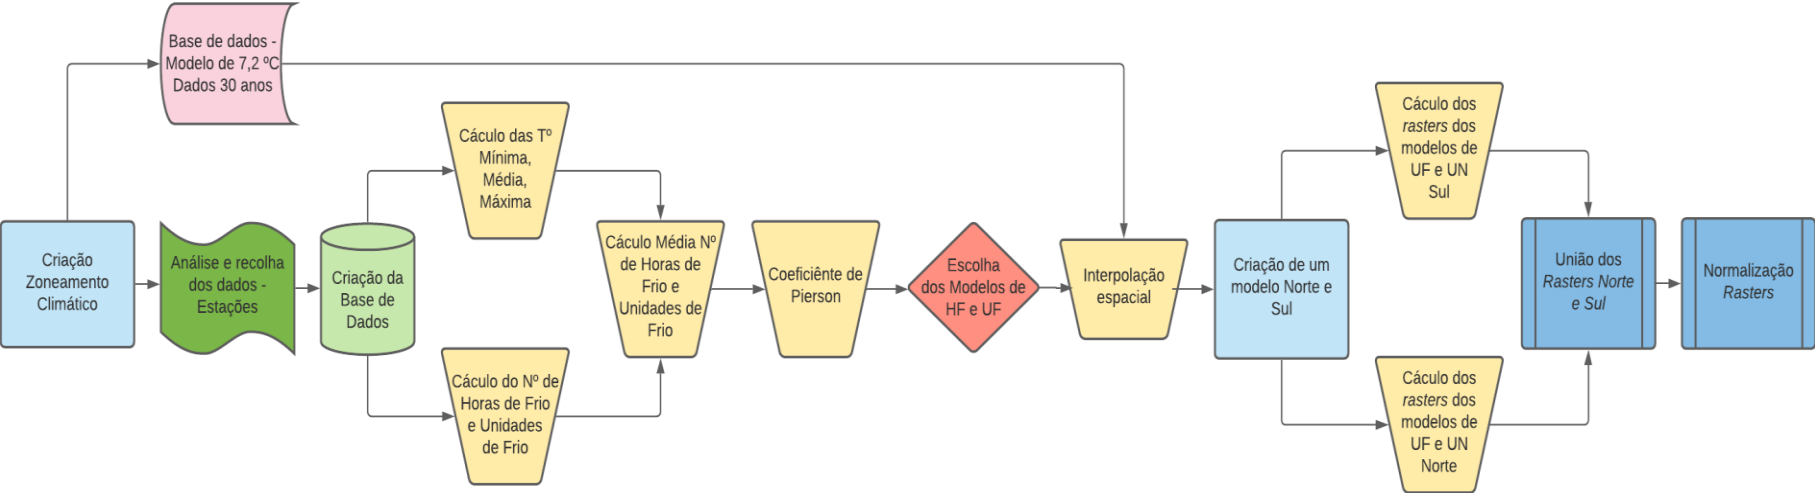 Base de dados -
Modelo de 7,2 ºC
Dados 30 anos
Criação
Zoneamento
Climático
Análise e recolha
dos dados -
Estações
Criação da
Base de
Dados
Cáculo das Tº
Mínima,
Média,
Máxima
Cáculo do Nº de
Horas de Frio
e Unidades
de Frio
Cáculo Média Nº
de Horas de
Frio e
Unidades de
Frio
Coeficiênte de
Pierson
Escolha
dos Modelos de
HF e UF
Interpolação
espacial
Criação de um
modelo Norte e
Sul
Cáculo dos
rasters dos
modelos de
UF e UN
Sul
Cáculo dos
rasters dos
modelos de
UF e UN
Norte
União dos
Rasters Norte
e Sul
Normalização
Rasters